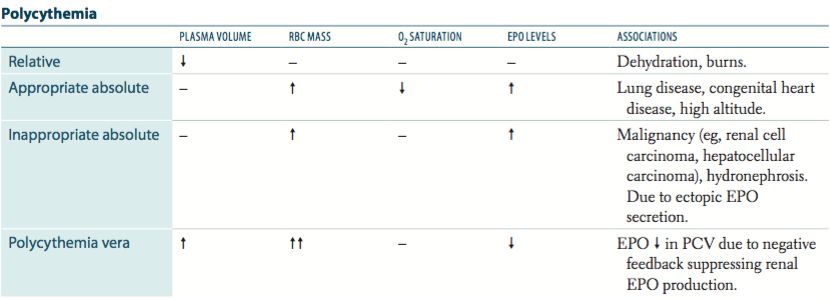 Polycythemia
PLASMA VOLUME RBC MASS O₂ SATURATION EPO LEVELS ASSOCIATIONS
Relative ↓ – – – Dehydration, burns.
Appropriate absolute – ↑ ↓ ↑ Lung disease, congenital heart
disease, high altitude.
Inappropriate absolute – ↑ – ↑ Malignancy (eg, renal cell
carcinoma, hepatocellular
carcinoma), hydronephrosis.
Due to ectopic EPO
secretion.
Polycythemia vera ↑ ↑↑ – ↓ EPO ↓ in PCV due to negative
feedback suppressing renal
EPO production.